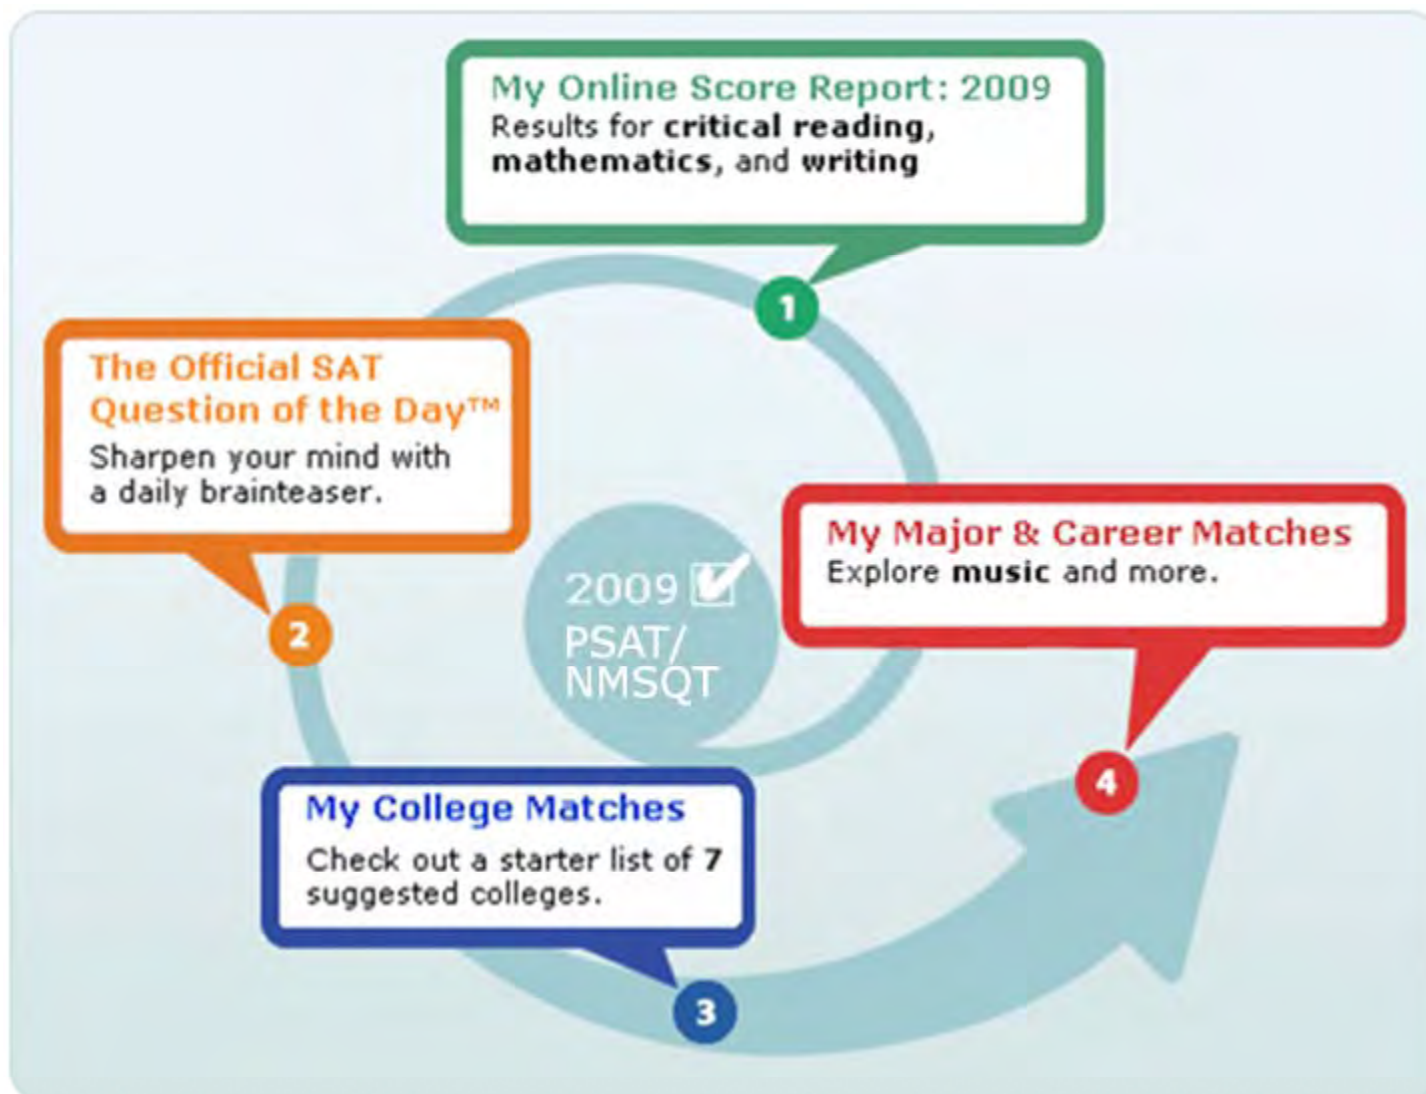 My Online Score Report: 2009
Results for critical reading,
mathematics, and writing
1
The Official SAT
Question of the Day™
Sharpen your mind with
a daily brainteaser.
2
My College Matches
Check out a starter list of 7
suggested colleges.
3
My Major & Career Matches
Explore music and more.
4
2009
PSAT/
NMSQT